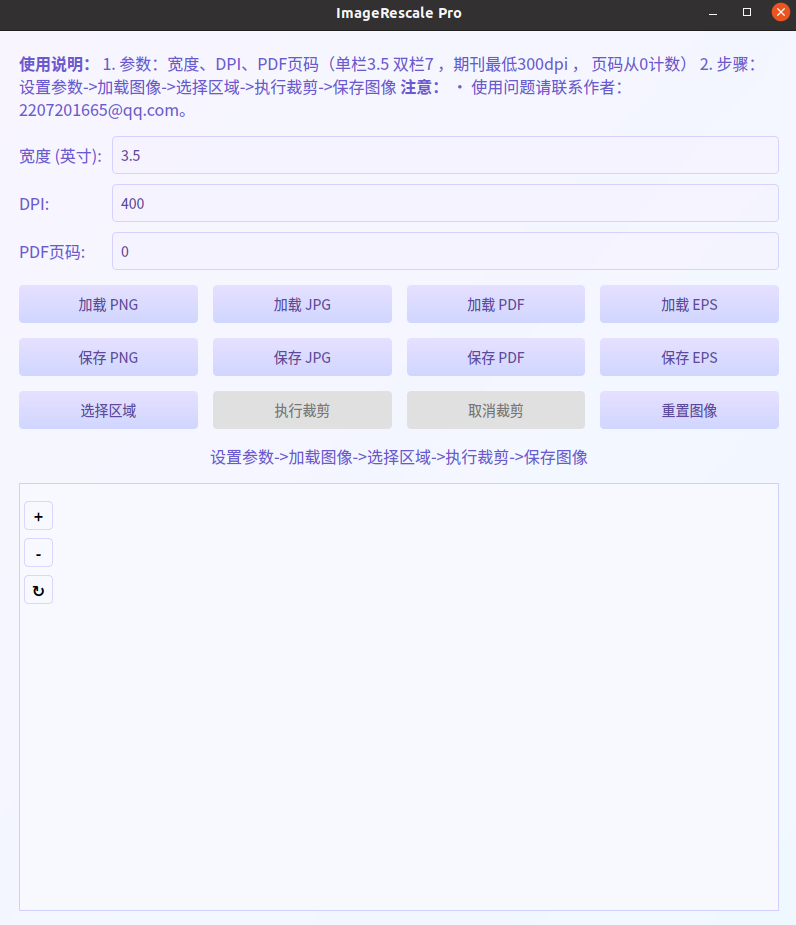 ImageRescale Pro
使用说明： 1. 参数：宽度、DPI、PDF页码（单栏3.5 双栏7 ，期刊最低300dpi ， 页码从0计数） 2. 步骤：
设置参数->加载图像->选择区域->执行裁剪->保存图像 注意： • 使用问题请联系作者：
2207201665@qq.com。
宽度 (英寸): 3.5
DPI: 400
PDF页码: 0
加载 PNG 加载 JPG 加载 PDF 加载 EPS
保存 PNG 保存 JPG 保存 PDF 保存 EPS
选择区域 执行裁剪 取消裁剪 重置图像
设置参数->加载图像->选择区域->执行裁剪->保存图像
+
-
↻